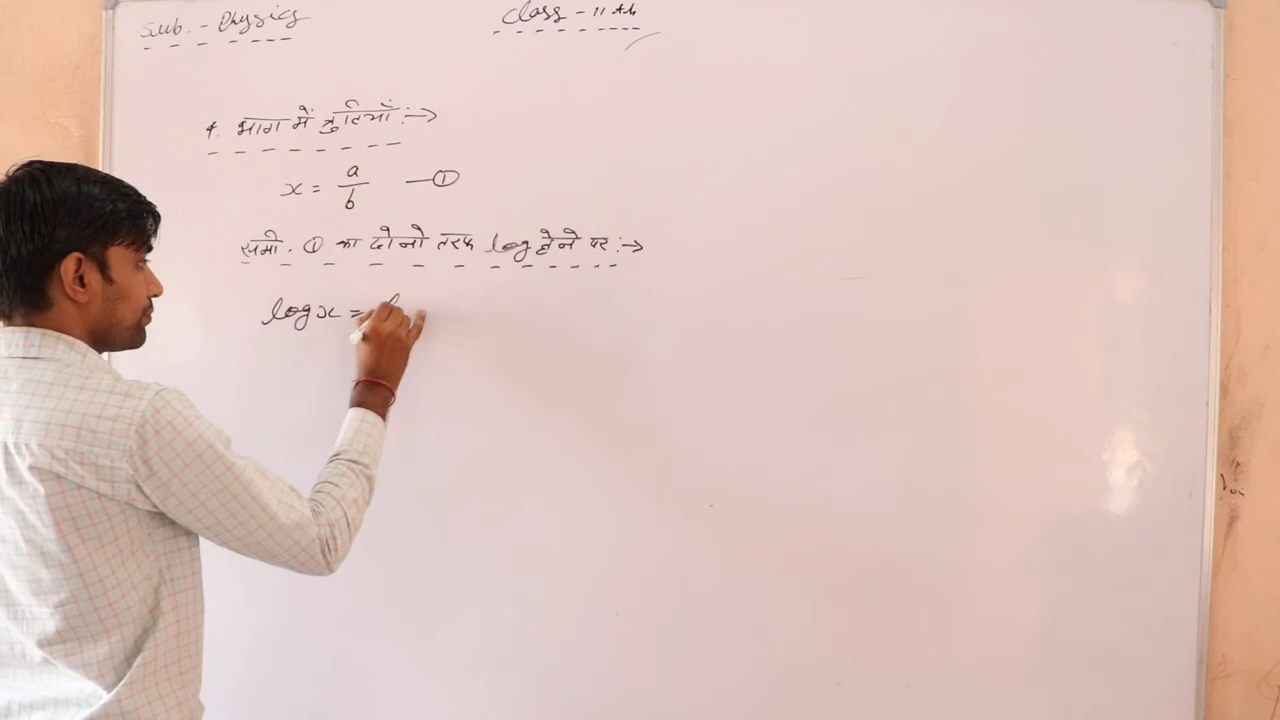 Sub. - Physics
Class - 11th
4. भाग में त्रुटियाँ :→
x = a/b —①
समी. ① का दोनो तरफ log लेने पर :→
log x =